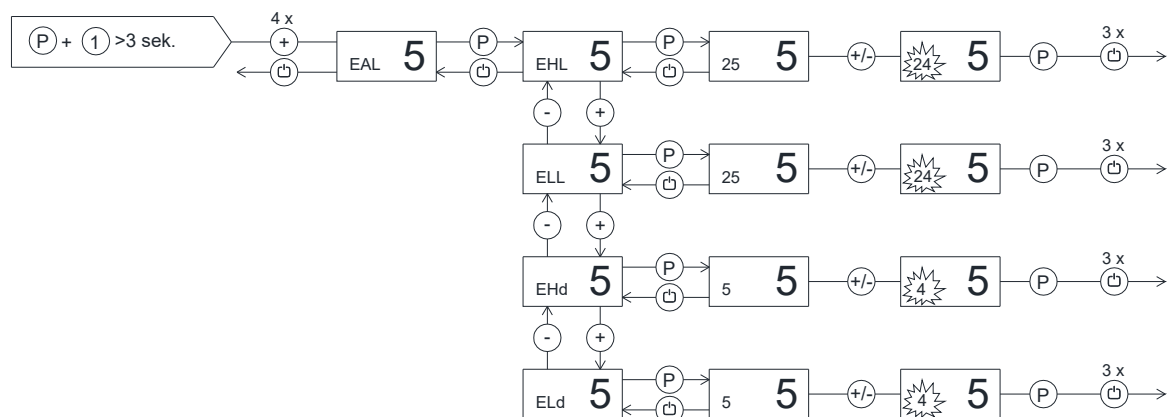 4 x
P + 1 >3 sek. + EAL 5 P EHL 5 P 25 5 +/- 24 5 P 3 x
- +
ELL 5 P 25 5 +/- 24 5 P 3 x
- +
EHd 5 P 5 5 +/- 4 5 P 3 x
- +
ELd 5 P 5 5 +/- 4 5 P 3 x